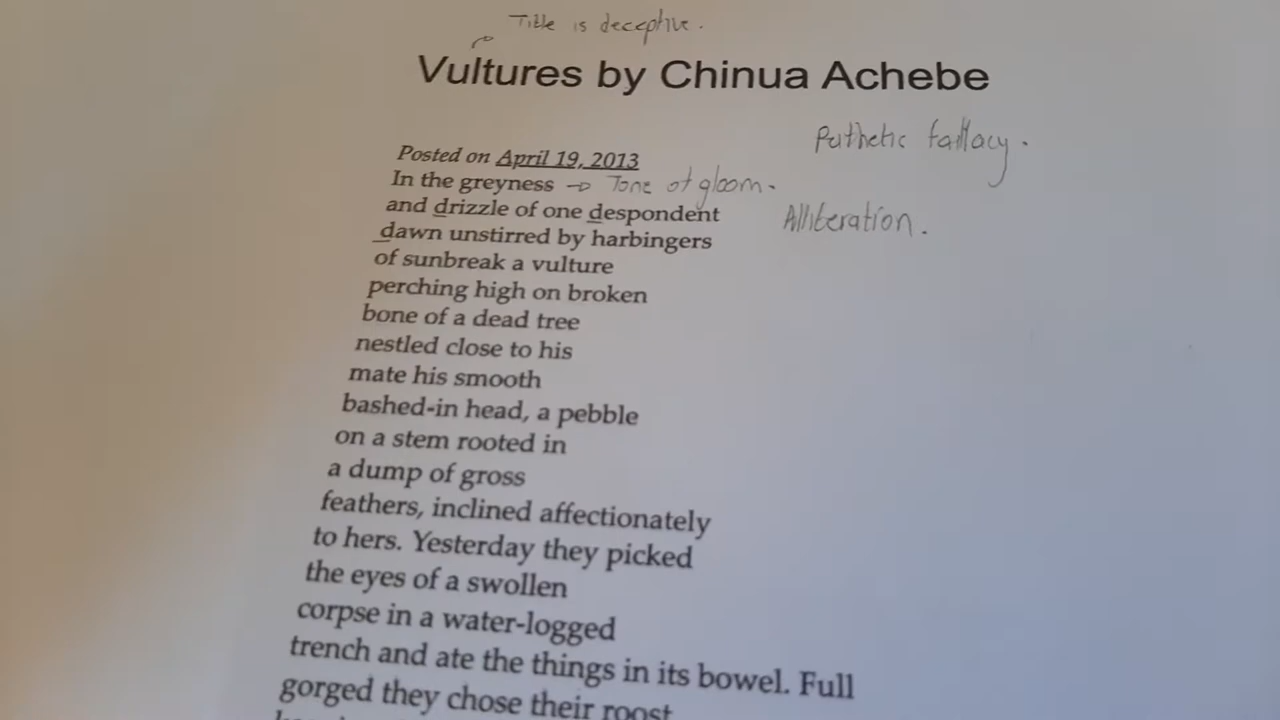 Title is deceptive.
Vultures by Chinua Achebe
Pathetic fallacy.
Posted on April 19, 2013
In the greyness → Tone of gloom.
and drizzle of one despondent
Alliteration.
dawn unstirred by harbingers
of sunbreak a vulture
perching high on broken
bone of a dead tree
nestled close to his
mate his smooth
bashed-in head, a pebble
on a stem rooted in
a dump of gross
feathers, inclined affectionately
to hers. Yesterday they picked
the eyes of a swollen
corpse in a water-logged
trench and ate the things in its bowel. Full
gorged they chose their roost